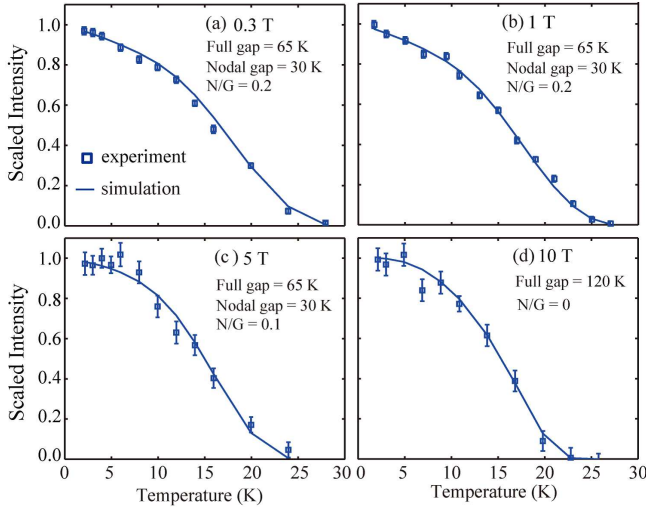 (a) 0.3 T
Full gap = 65 K
Nodal gap = 30 K
N/G = 0.2
experiment
simulation
Scaled Intensity
1.0
0.8
0.6
0.4
0.2
0.0
(b) 1 T
Full gap = 65 K
Nodal gap = 30 K
N/G = 0.2
(c) 5 T
Full gap = 65 K
Nodal gap = 30 K
N/G = 0.1
Scaled Intensity
1.0
0.8
0.6
0.4
0.2
0.0
0 5 10 15 20 25 30
Temperature (K)
(d) 10 T
Full gap = 120 K
N/G = 0
0 5 10 15 20 25 30
Temperature (K)